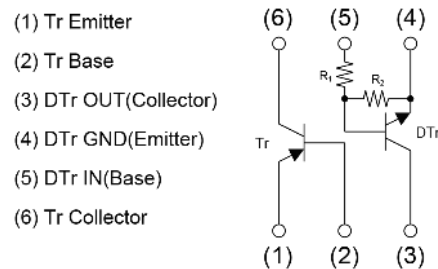 (1) Tr Emitter
(2) Tr Base
(3) DTr OUT(Collector)
(4) DTr GND(Emitter)
(5) DTr IN(Base)
(6) Tr Collector
(6) (5) (4)
R1
R2
Tr
DTr
(1) (2) (3)